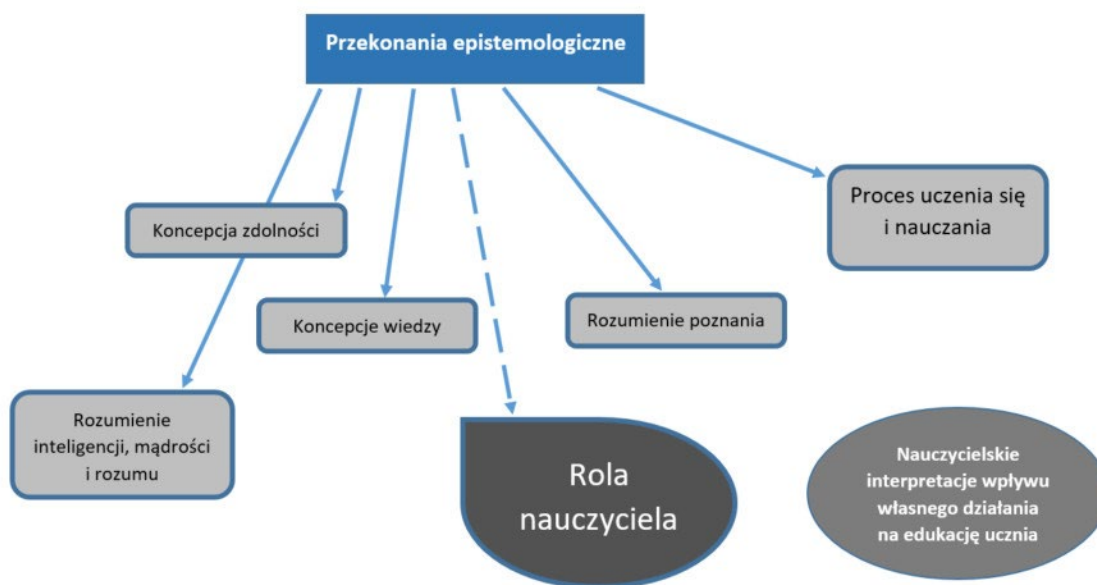 Przekonania epistemologiczne
Koncepcja zdolności
Proces uczenia się
i nauczania
Koncepcje wiedzy
Rozumienie poznania
Rozumienie
inteligencji, mądrości
i rozumu
Rola
nauczyciela
Nauczycielskie
interpretacje wpływu
własnego działania
na edukację ucznia